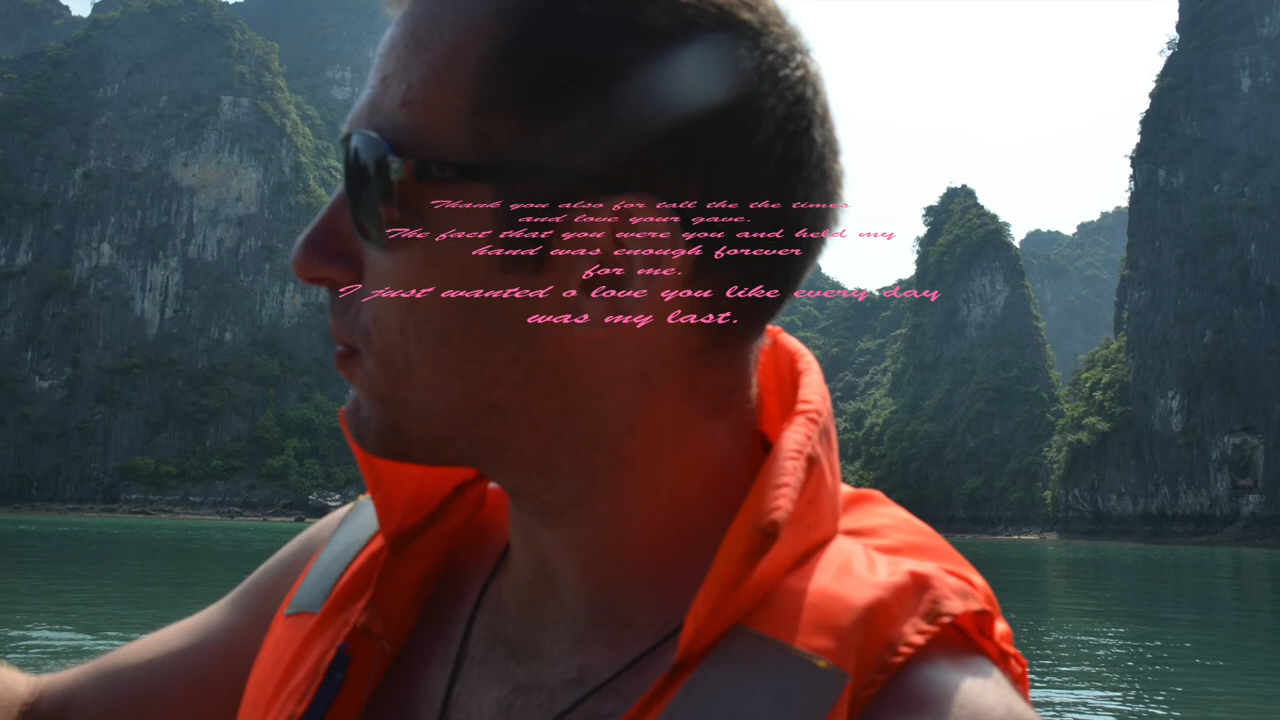 Thank you also for tall the the times
and love your gave.
The fact that you were you and held my
hand was enough forever
for me.
I just wanted o love you like every day
was my last.